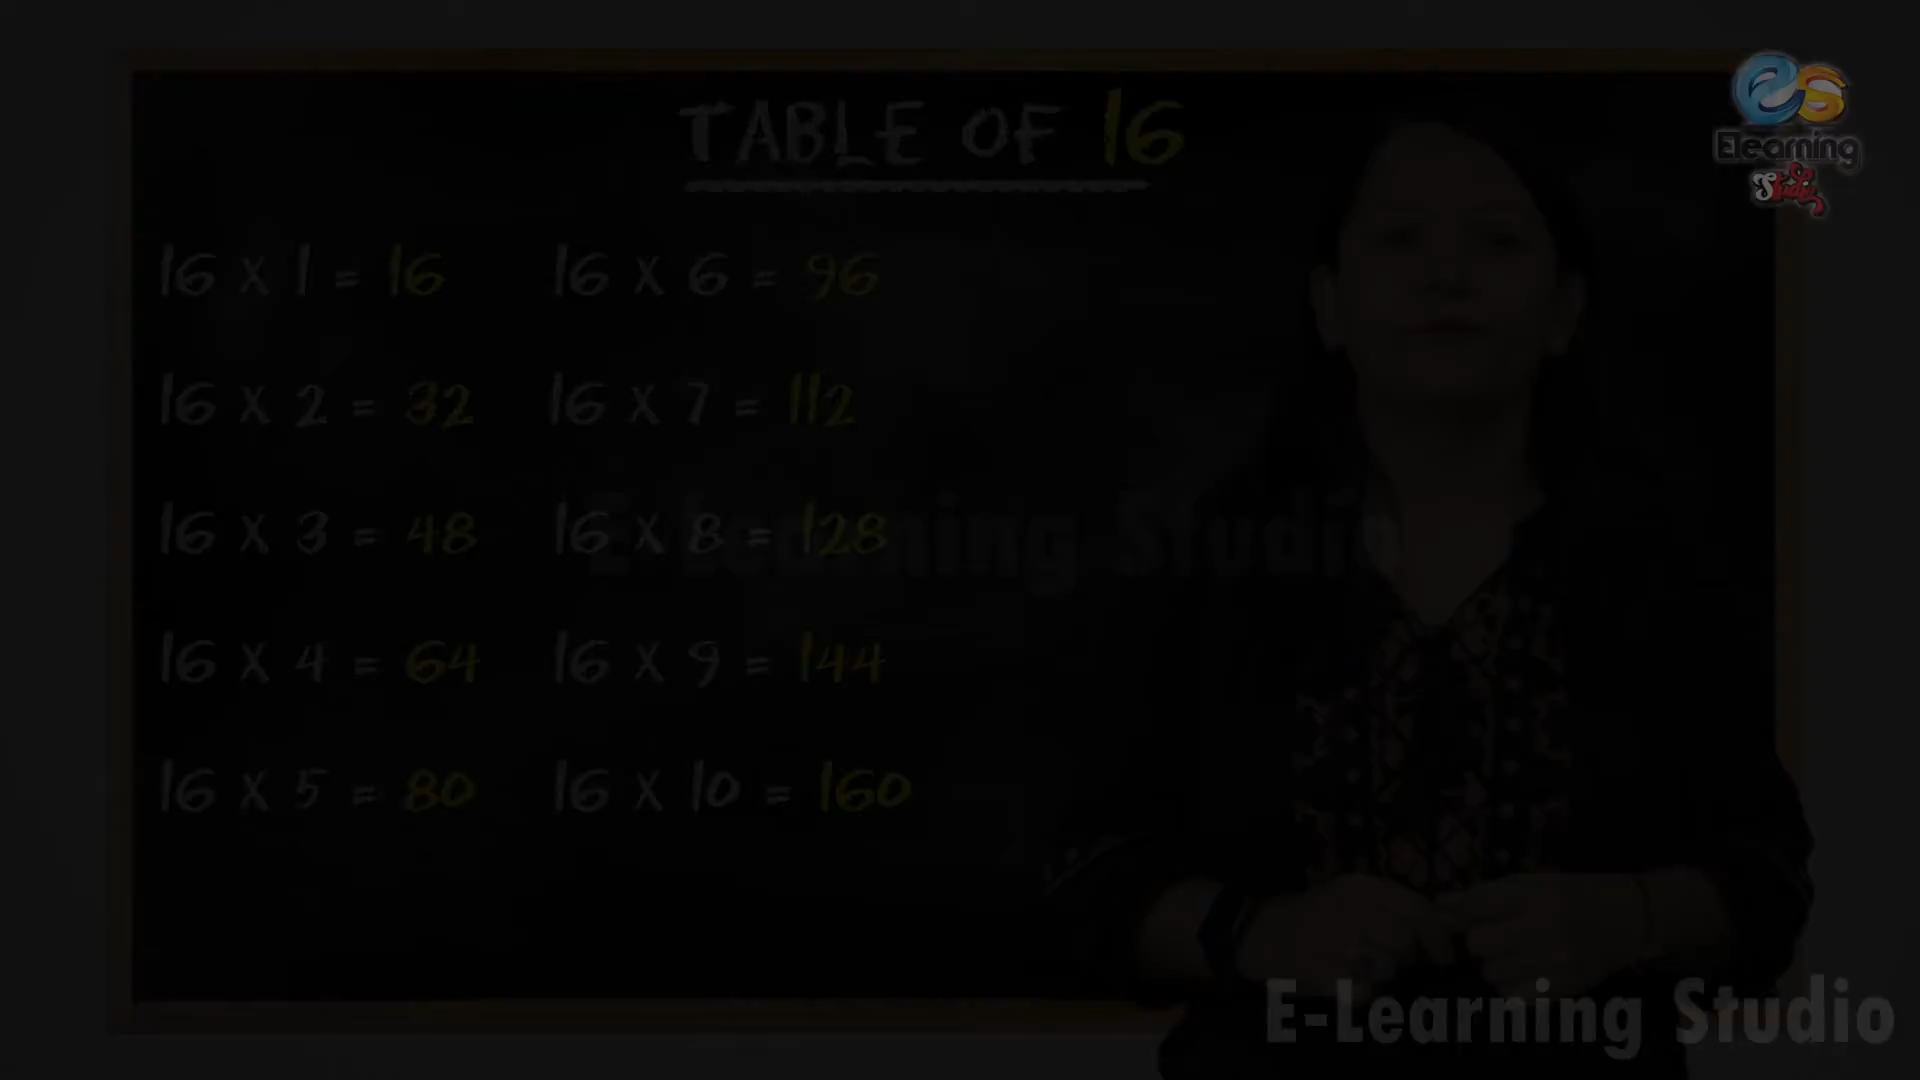 TABLE OF 16
16 X 1 = 16
16 X 2 = 32
16 X 3 = 48
16 X 4 = 64
16 X 5 = 80
16 X 6 = 96
16 X 7 = 112
16 X 8 = 128
16 X 9 = 144
16 X 10 = 160
E-Learning Studio
ES
Elearning
Studio
E-Learning Studio